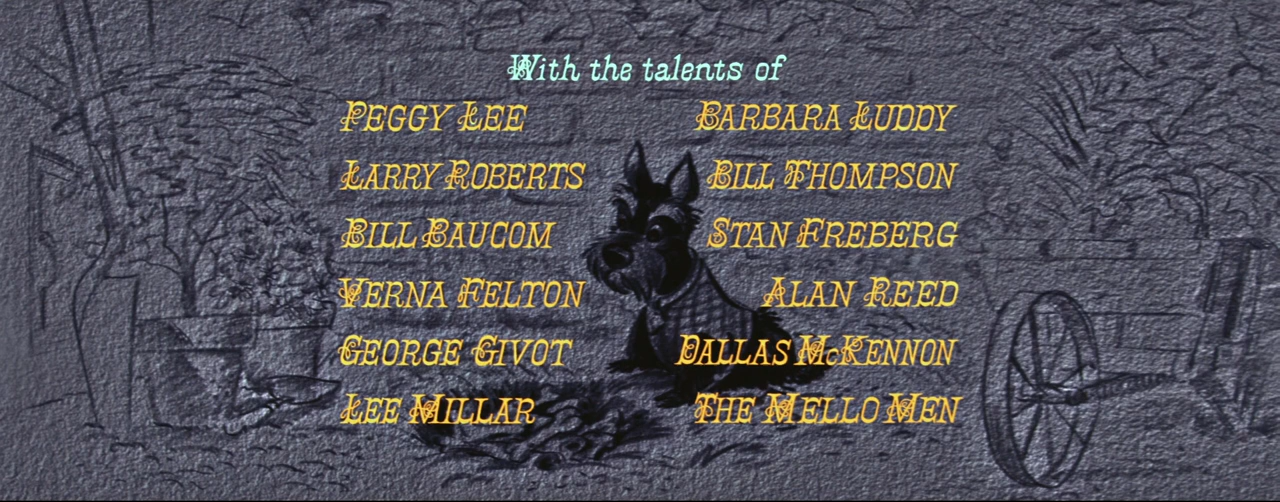 With the talents of
PEGGY LEE BARBARA LUDDY
LARRY ROBERTS BILL THOMPSON
BILL BAUCOM STAN FREBERG
VERNA FELTON ALAN REED
GEORGE GIVOT DALLAS McKENNON
LEE MILLAR THE MELLO MEN